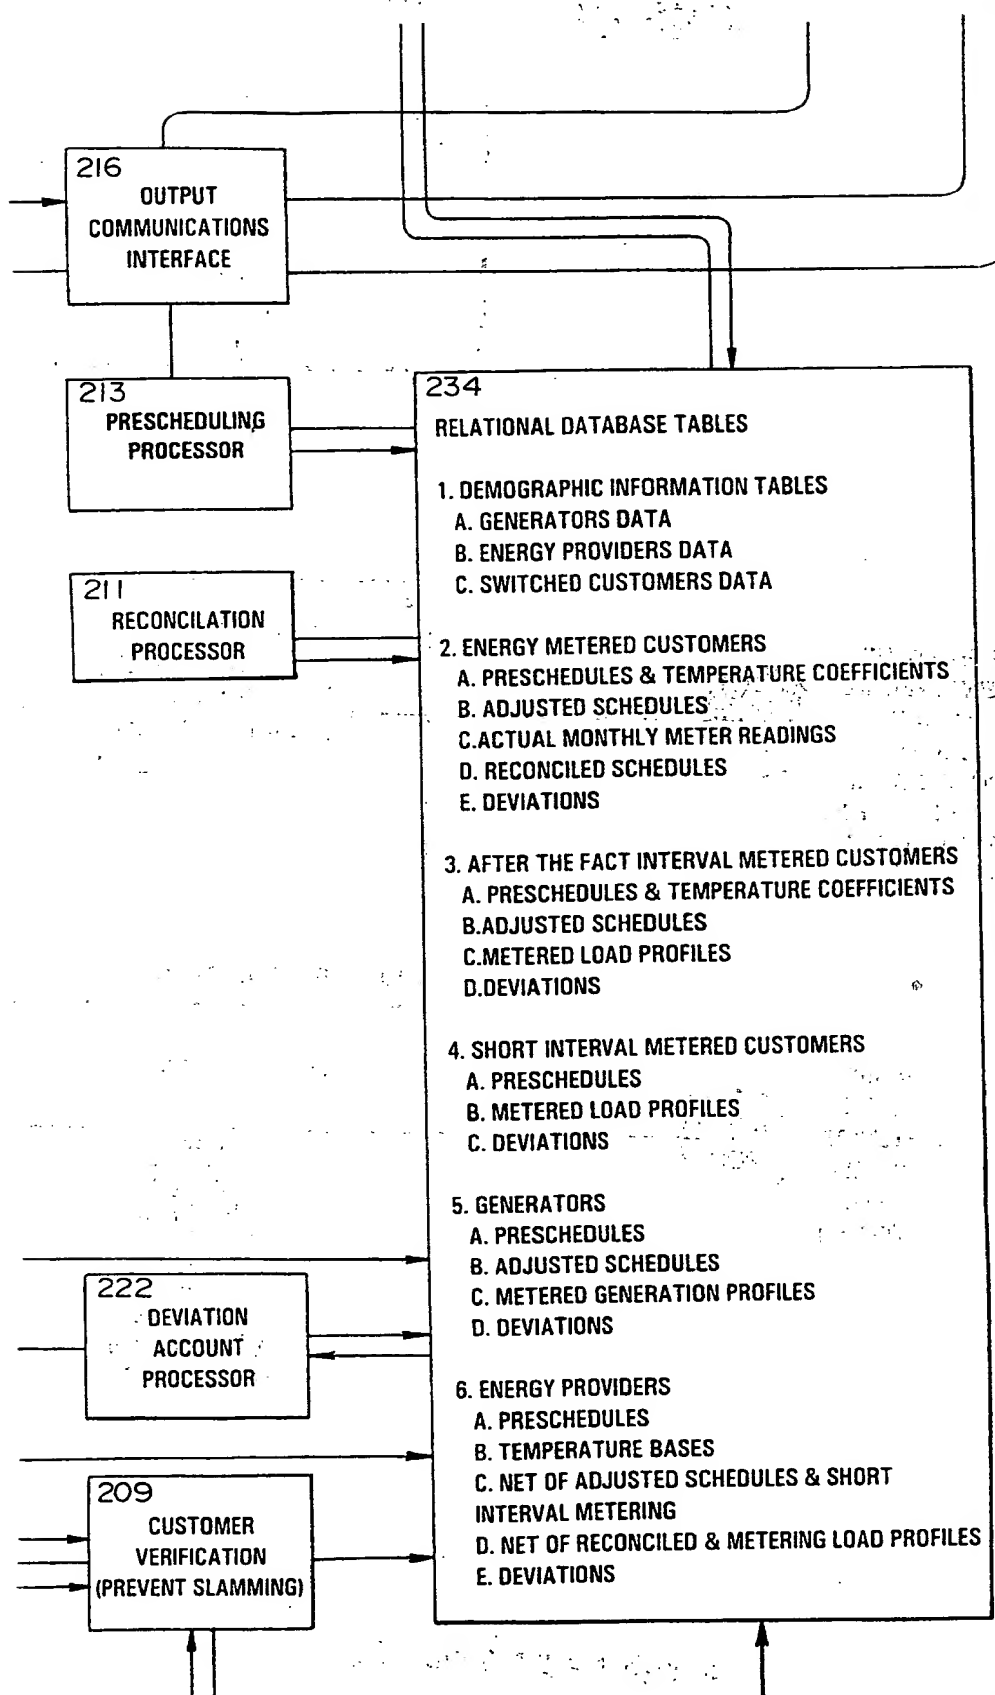 216
OUTPUT
COMMUNICATIONS
INTERFACE
213
PRESCHEDULING
PROCESSOR
211
RECONCILATION
PROCESSOR
222
DEVIATION
ACCOUNT
PROCESSOR
209
CUSTOMER
VERIFICATION
(PREVENT SLAMMING)
234
RELATIONAL DATABASE TABLES
1. DEMOGRAPHIC INFORMATION TABLES
A. GENERATORS DATA
B. ENERGY PROVIDERS DATA
C. SWITCHED CUSTOMERS DATA
2. ENERGY METERED CUSTOMERS
A. PRESCHEDULES & TEMPERATURE COEFFICIENTS
B. ADJUSTED SCHEDULES
C.ACTUAL MONTHLY METER READINGS
D. RECONCILED SCHEDULES
E. DEVIATIONS
3. AFTER THE FACT INTERVAL METERED CUSTOMERS
A. PRESCHEDULES & TEMPERATURE COEFFICIENTS
B.ADJUSTED SCHEDULES
C.METERED LOAD PROFILES
D.DEVIATIONS
4. SHORT INTERVAL METERED CUSTOMERS
A. PRESCHEDULES
B. METERED LOAD PROFILES
C. DEVIATIONS
5. GENERATORS
A. PRESCHEDULES
B. ADJUSTED SCHEDULES
C. METERED GENERATION PROFILES
D. DEVIATIONS
6. ENERGY PROVIDERS
A. PRESCHEDULES
B. TEMPERATURE BASES
C. NET OF ADJUSTED SCHEDULES & SHORT
INTERVAL METERING
D. NET OF RECONCILED & METERING LOAD PROFILES
E. DEVIATIONS